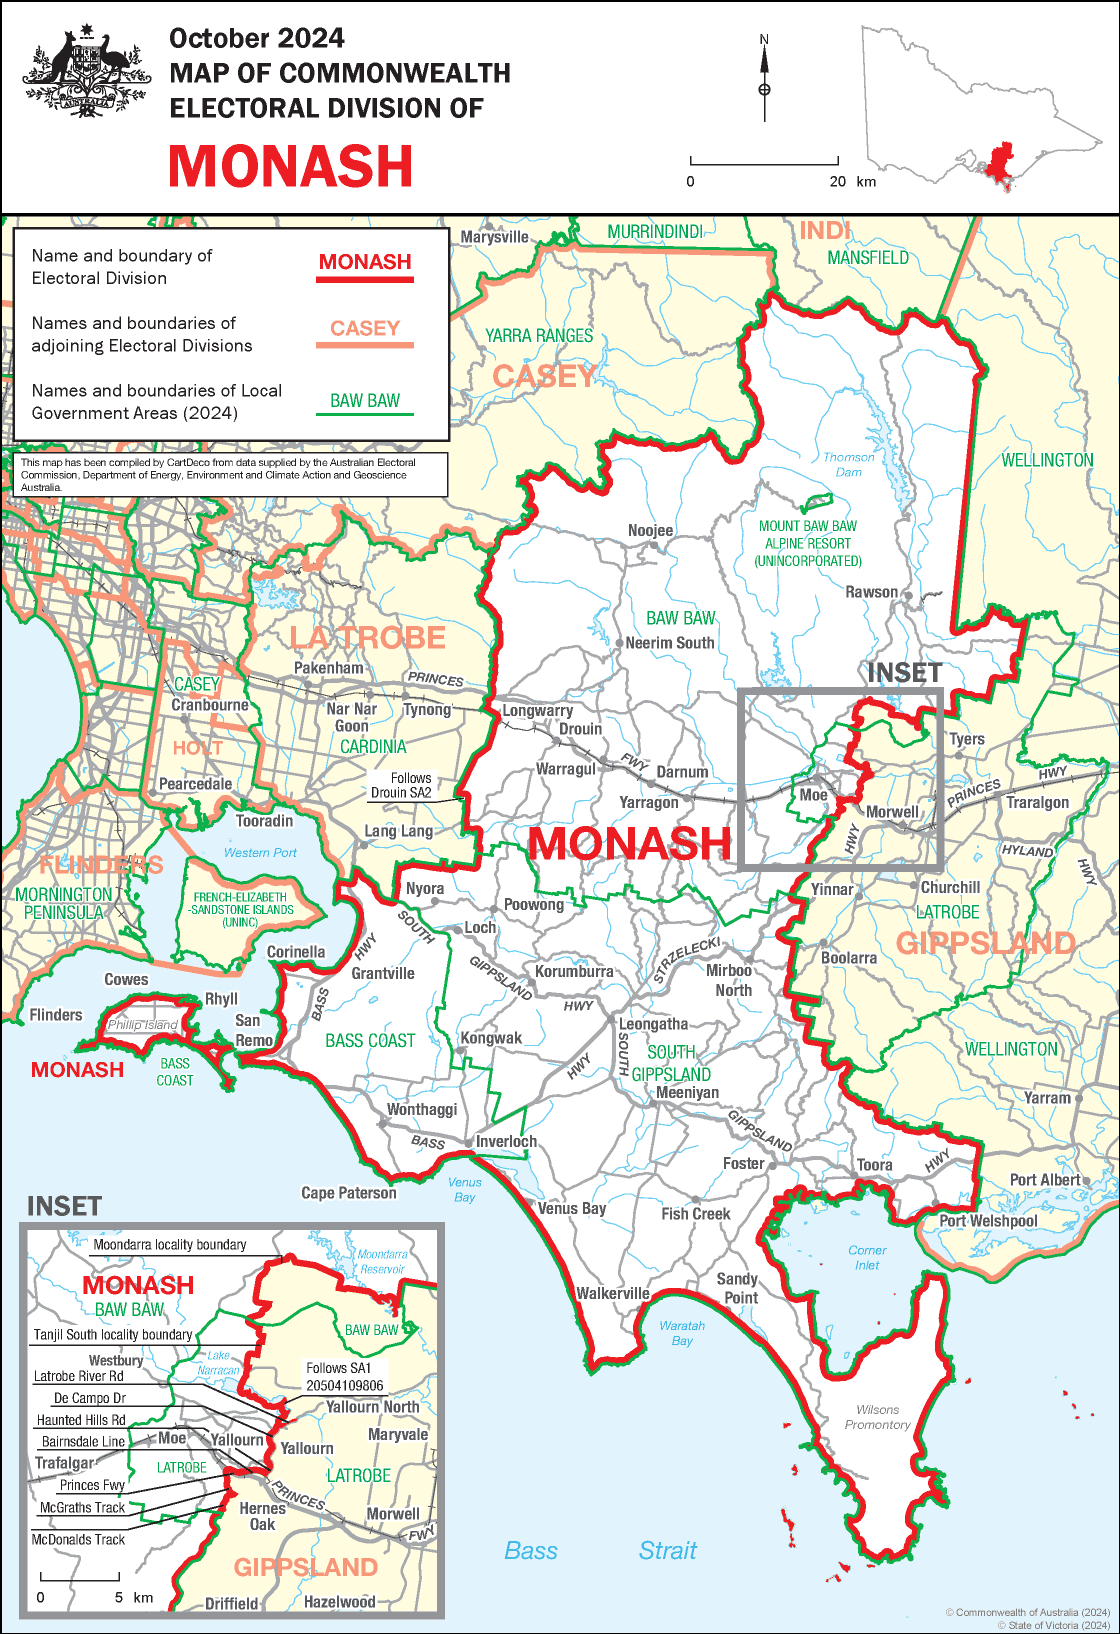 October 2024
MAP OF COMMONWEALTH
ELECTORAL DIVISION OF
MONASH
AUSTRALIA
N
0 20 km
Name and boundary of
Electoral Division
MONASH
Names and boundaries of
adjoining Electoral Divisions
CASEY
Names and boundaries of Local
Government Areas (2024)
BAW BAW
This map has been compiled by CartDeco from data supplied by the Australian Electoral
Commission, Department of Energy, Environment and Climate Action and Geoscience
Australia.
Marysville
MURRINDINDI
INDI
MANSFIELD
YARRA RANGES
CASEY
WELLINGTON
Thomson
Dam
Noojee
MOUNT BAW BAW
ALPINE RESORT
(UNINCORPORATED)
Rawson
BAW BAW
Neerim South
LA TROBE
Pakenham
PRINCES
INSET
CASEY
Cranbourne
Nar Nar
Goon
Tynong
Longwarry
Drouin
HOLT
CARDINIA
Tyers
Warragul
FWY
Darnum
Pearcedale
Follows
Drouin SA2
Yarragon
Moe
Morwell
PRINCES
HWY
Traralgon
Tooradin
Lang Lang
MONASH
HWY
HYLAND
HWY
Western Port
FLINDERS
MORNINGTON
PENINSULA
FRENCH-ELIZABETH
-SANDSTONE ISLANDS
(UNINC)
Nyora
Poowong
Yinnar
Churchill
LATROBE
GIPPSLAND
SOUTH
Loch
Corinella
HWY
Grantville
GIPPSLAND
Korumburra
STRZELECKI
Mirboo
North
Boolarra
Cowes
Rhyll
BASS
HWY
Flinders
Phillip Island
San
Remo
Leongatha
BASS COAST
Kongwak
SOUTH
SOUTH
GIPPSLAND
WELLINGTON
MONASH
BASS
COAST
HWY
Meeniyan
Yarram
Wonthaggi
GIPPSLAND
BASS
Inverloch
Foster
Toora
HWY
Port Albert
Cape Paterson
Venus
Bay
Venus Bay
Fish Creek
Port Welshpool
Corner
Inlet
Walkerville
Sandy
Point
Waratah
Bay
Wilsons
Promontory
Bass Strait
INSET
Moondarra locality boundary
Moondarra
Reservoir
MONASH
BAW BAW
BAW BAW
Tanjil South locality boundary
Westbury
Lake
Narracan
Latrobe River Rd
Follows SA1
20504109806
De Campo Dr
Yallourn North
Haunted Hills Rd
Maryvale
Bairnsdale Line
Moe
Yallourn
Yallourn
Trafalgar
LATROBE
LATROBE
Princes Fwy
PRINCES
McGraths Track
Hernes
Oak
Morwell
FWY
McDonalds Track
GIPPSLAND
0 5 km
Driffield
Hazelwood
© Commonwealth of Australia (2024)
© State of Victoria (2024)